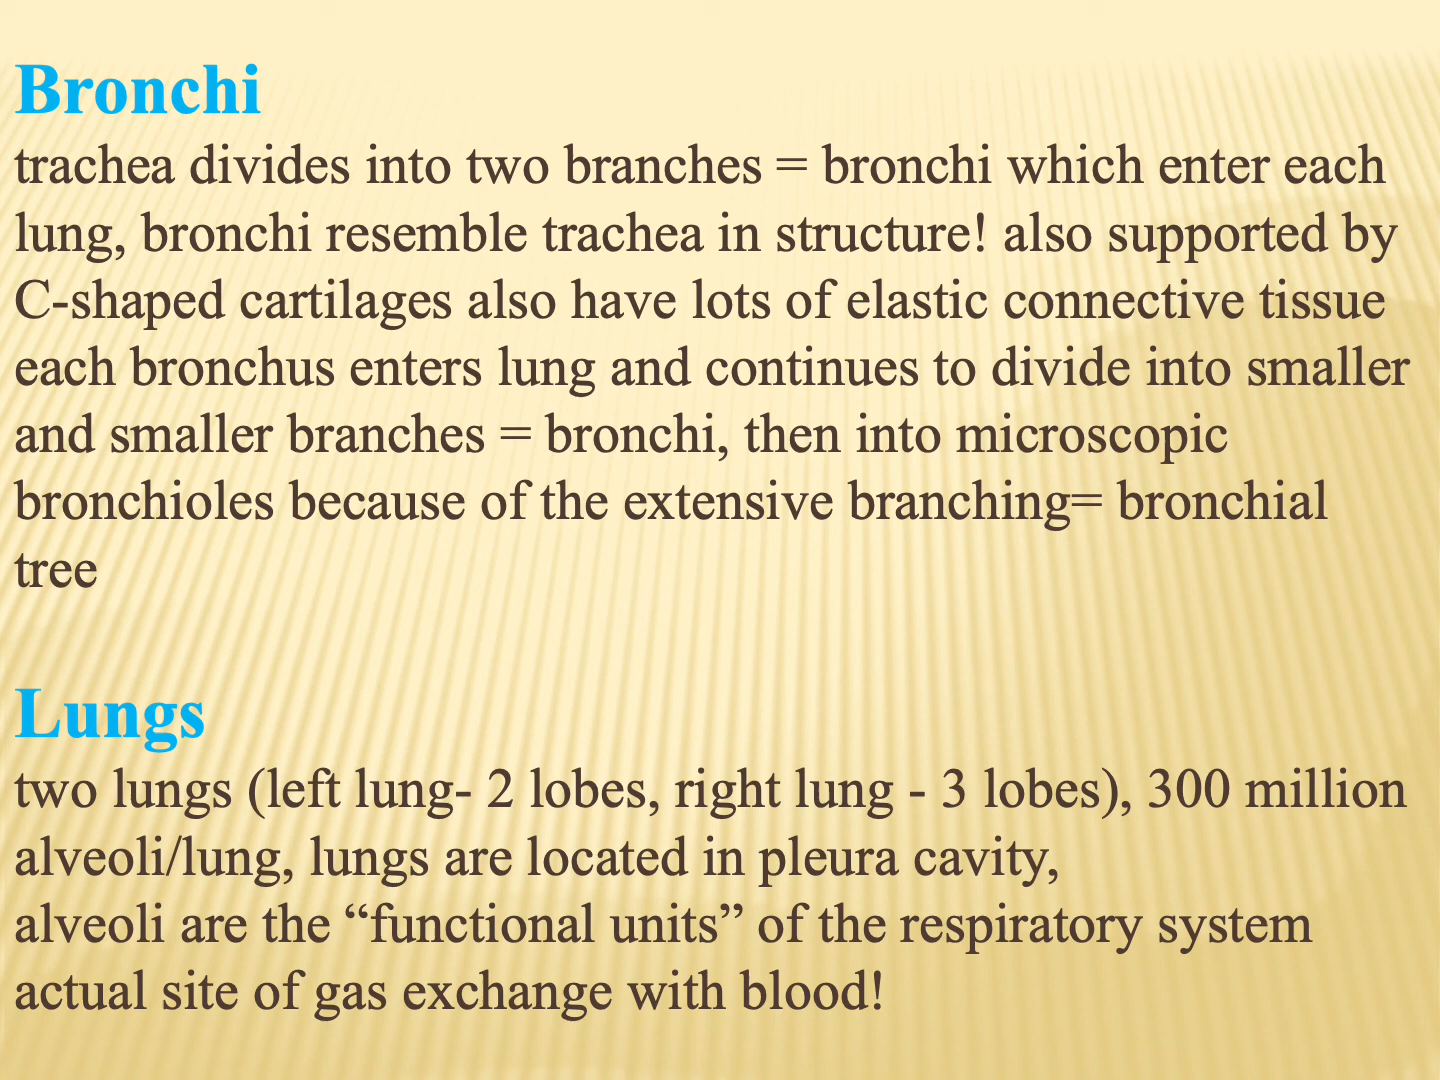 Bronchi
trachea divides into two branches = bronchi which enter each
lung, bronchi resemble trachea in structure! also supported by
C-shaped cartilages also have lots of elastic connective tissue
each bronchus enters lung and continues to divide into smaller
and smaller branches = bronchi, then into microscopic
bronchioles because of the extensive branching= bronchial
tree
Lungs
two lungs (left lung- 2 lobes, right lung - 3 lobes), 300 million
alveoli/lung, lungs are located in pleura cavity,
alveoli are the “functional units” of the respiratory system
actual site of gas exchange with blood!